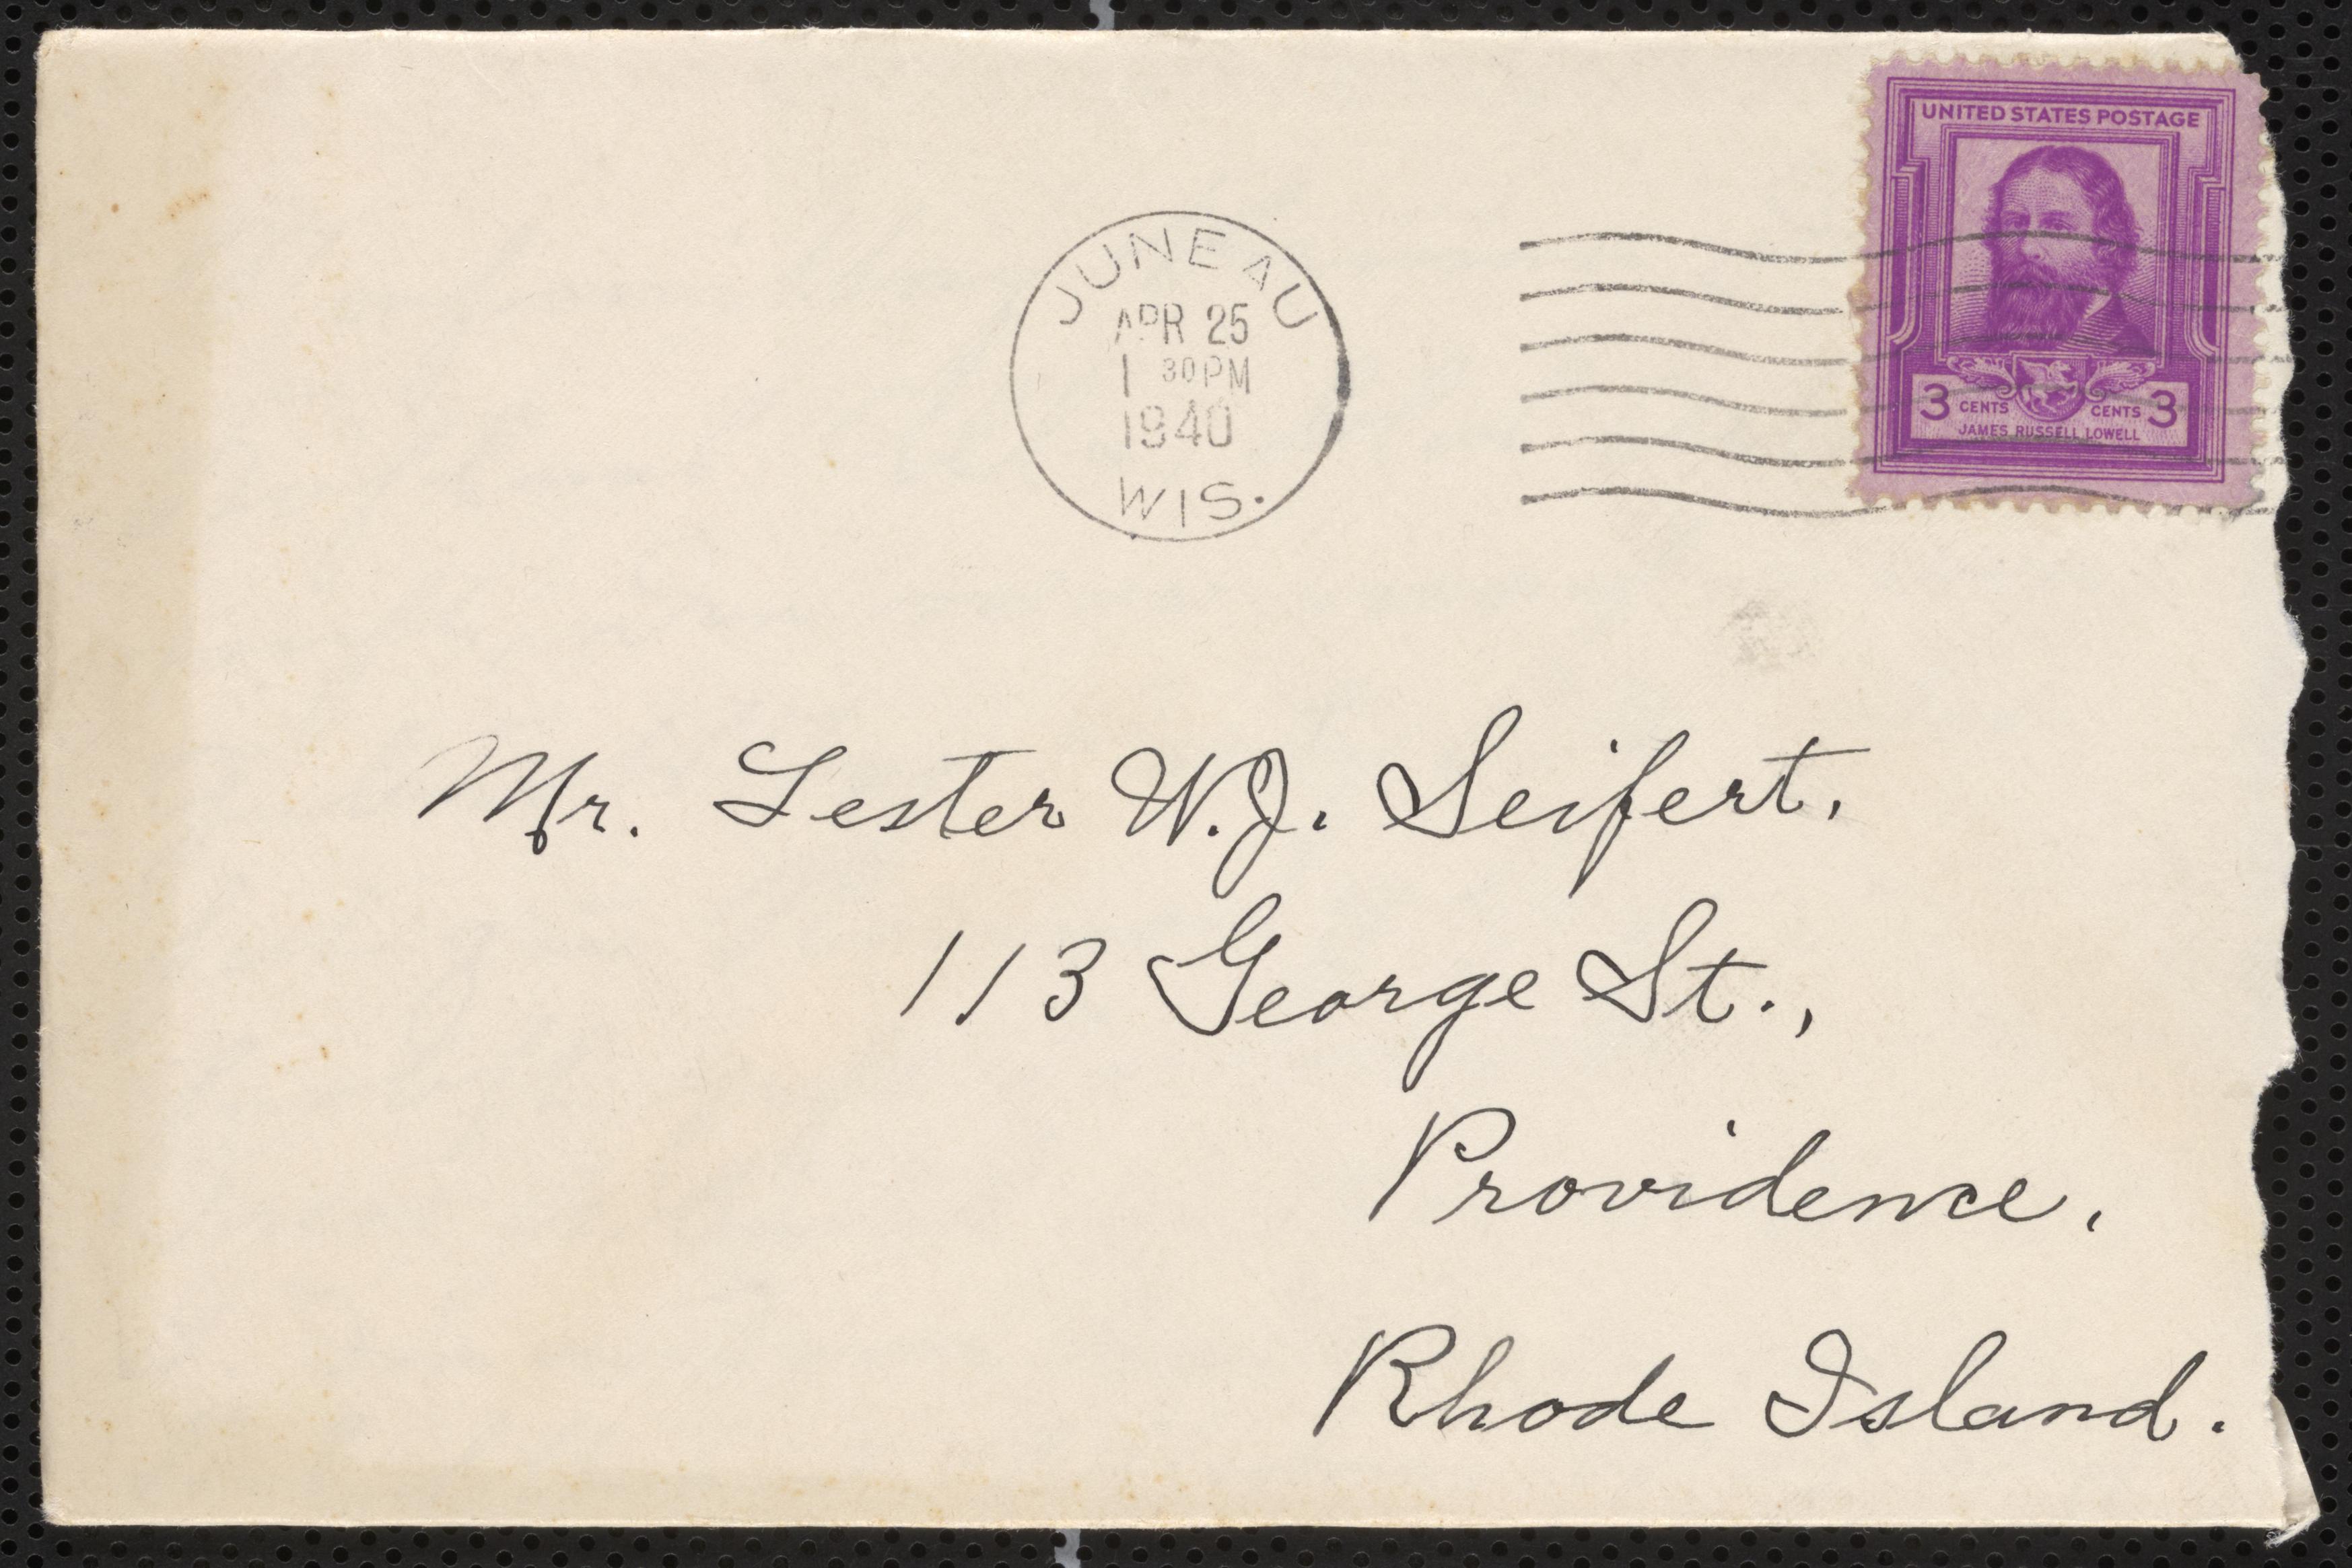 JUNEAU
APR 25
1 30PM
1940
WIS.
UNITED STATES POSTAGE
3 CENTS CENTS 3
JAMES RUSSELL LOWELL
Mr. Lester W.J. Seifert,
113 George St.,
Providence,
Rhode Island.